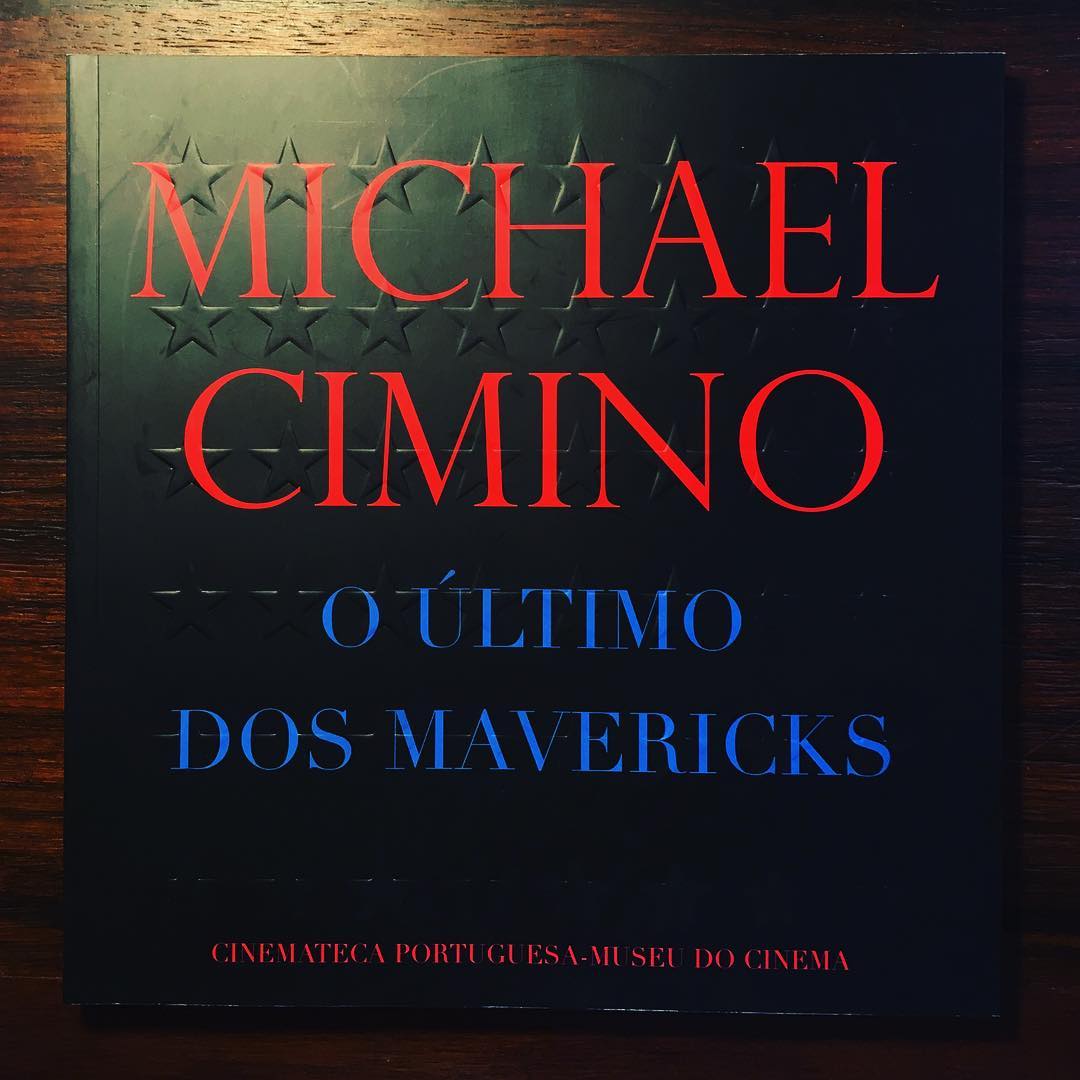 MICHAEL
CIMINO
O ÚLTIMO
DOS MAVERICKS
CINEMATECA PORTUGUESA-MUSEU DO CINEMA